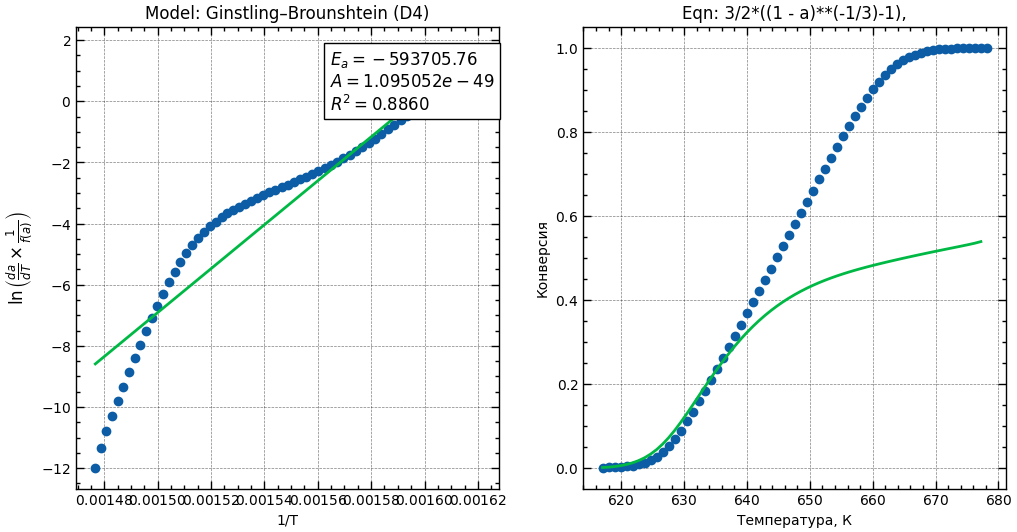 Model: Ginstling–Brounshtein (D4)
E_a = −593705.76
A = 1.095052e − 49
R² = 0.8860
2
0
−2
−4
−6
−8
−10
−12
ln (da/dT × 1/f(a))
0.00148 0.00150 0.00152 0.00154 0.00156 0.00158 0.00160 0.00162
1/T
Eqn: 3/2*((1 - a)**(-1/3)-1),
1.0
0.8
0.6
0.4
0.2
0.0
Конверсия
620 630 640 650 660 670 680
Температура, К